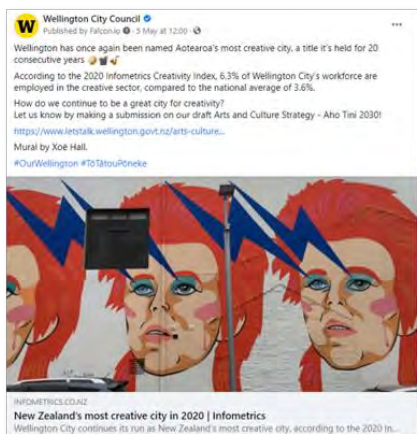 Wellington City Council
Published by Falcon.io · 5 May at 12:00 ·
Wellington has once again been named Aotearoa's most creative city, a title it's held for 20
consecutive years
According to the 2020 Infometrics Creativity Index, 6.3% of Wellington City's workforce are
employed in the creative sector, compared to the national average of 3.6%.
How do we continue to be a great city for creativity?
Let us know by making a submission on our draft Arts and Culture Strategy - Aho Tini 2030!
https://www.letstalk.wellington.govt.nz/arts-culture...
Mural by Xoë Hall.
#OurWellington #TōTātouPōneke
INFOMETRICS.CO.NZ
New Zealand's most creative city in 2020 | Infometrics
Wellington City continues its run as New Zealand's most creative city, according to the 2020 In...